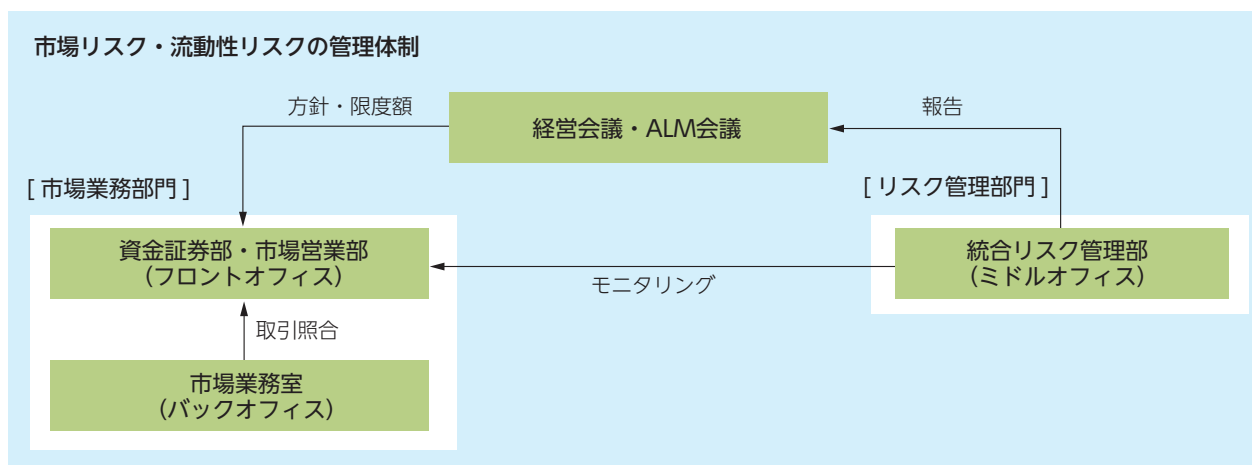 市場リスク・流動性リスクの管理体制
方針・限度額
経営会議・ALM会議
報告
[ 市場業務部門 ]
[ リスク管理部門 ]
資金証券部・市場営業部
(フロントオフィス)
統合リスク管理部
(ミドルオフィス)
モニタリング
取引照合
市場業務室
(バックオフィス)